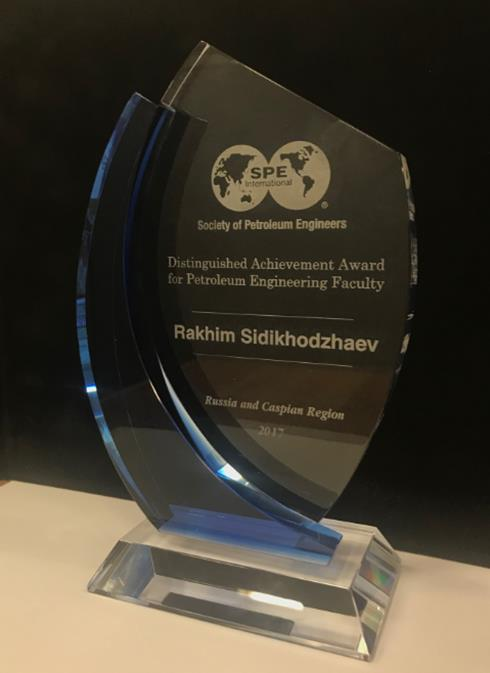 SPE
International
®
Society of Petroleum Engineers
Distinguished Achievement Award
for Petroleum Engineering Faculty
Rakhim Sidikhodzhaev
Russia and Caspian Region
2017